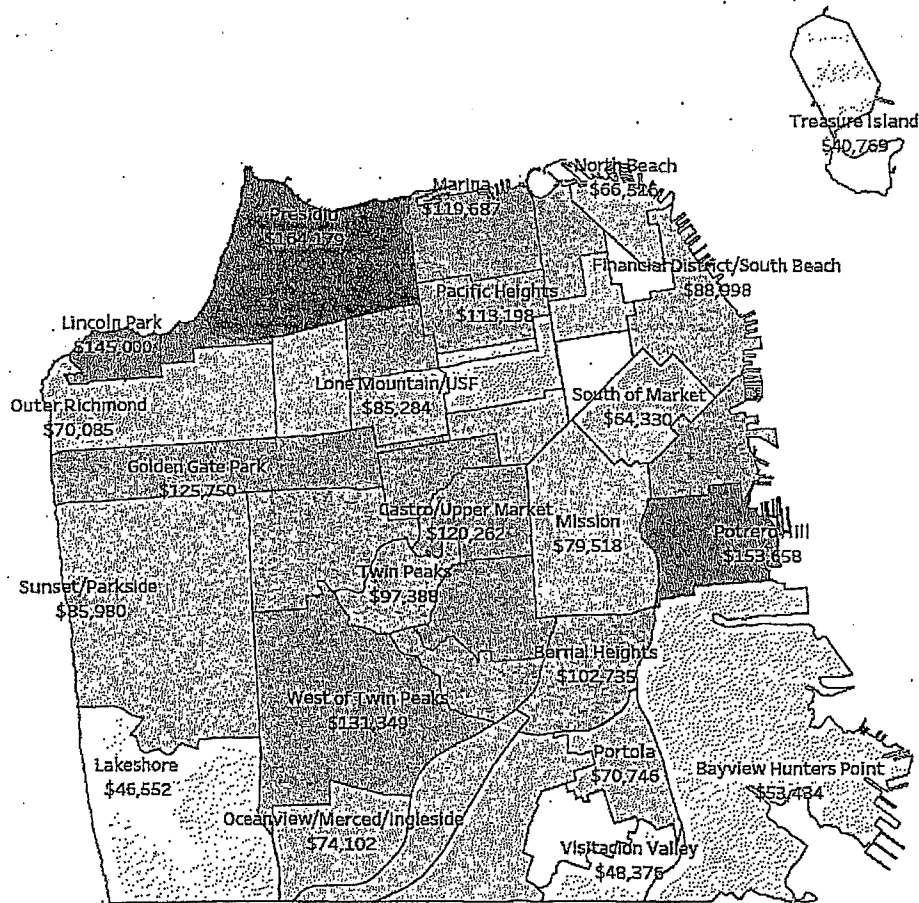 Treasure Island
$40,769
North Beach
$66,516
Marina
$119,687
Presidio
$164,179
Financial District/South Beach
$88,998
Pacific Heights
$113,198
Lincoln Park
$145,000
Lone Mountain/USF
$85,284
South of Market
$64,330
Outer Richmond
$70,085
Golden Gate Park
$125,750
Castro/Upper Market
$120,262
Mission
$79,518
Potrero Hill
$153,658
Twin Peaks
$97,388
Sunset/Parkside
$85,980
Bernal Heights
$102,735
West of Twin Peaks
$131,349
Portola
$70,746
Lakeshore
$46,552
Bayview Hunters Point
$53,434
Oceanview/Merced/Ingleside
$74,102
Visitacion Valley
$48,376